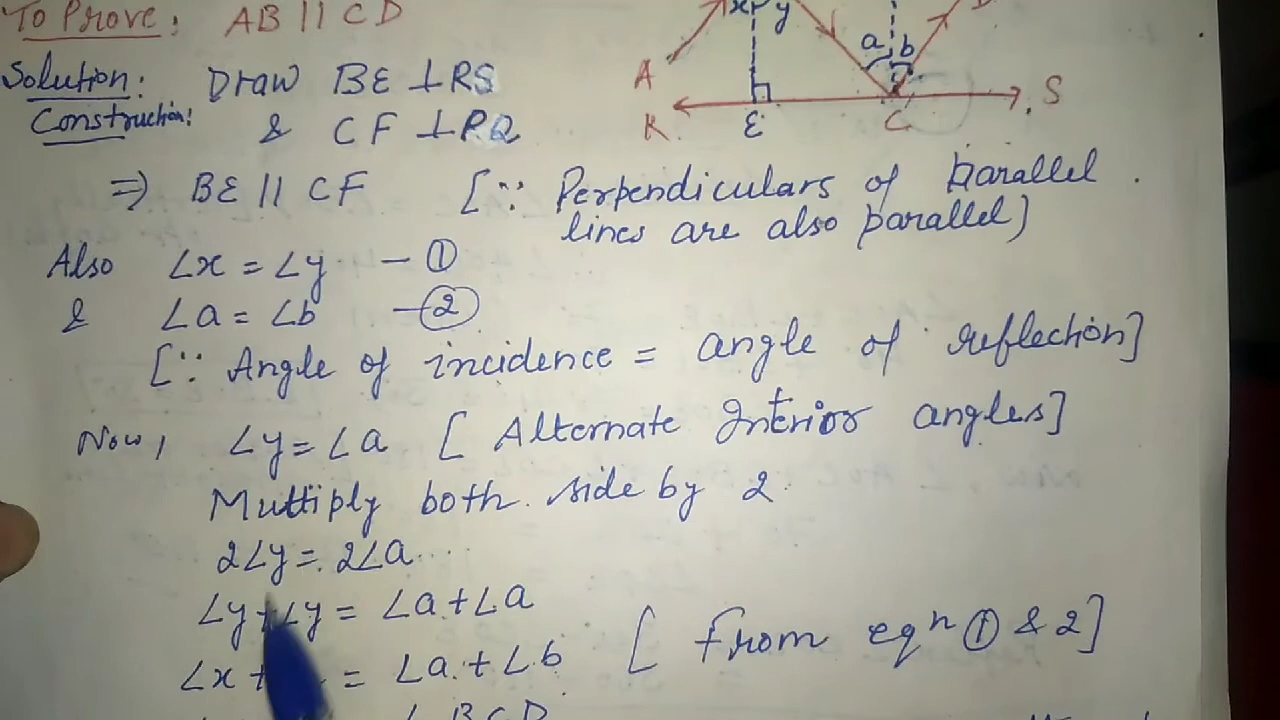 To Prove: AB || CD
x y
a b
A
R E C S
Solution: Draw BE ⊥ RS
Construction: & CF ⊥ PQ
⇒ BE || CF [∵ Perpendiculars of parallel
lines are also parallel]
Also ∠x = ∠y - ①
& ∠a = ∠b - ②
[∵ Angle of incidence = angle of reflection]
Now, ∠y = ∠a [Alternate Interior angles]
Multiply both side by 2
2∠y = 2∠a
∠y + ∠y = ∠a + ∠a
∠x + = ∠a + ∠b [from eqn ① & 2]
∠BCD